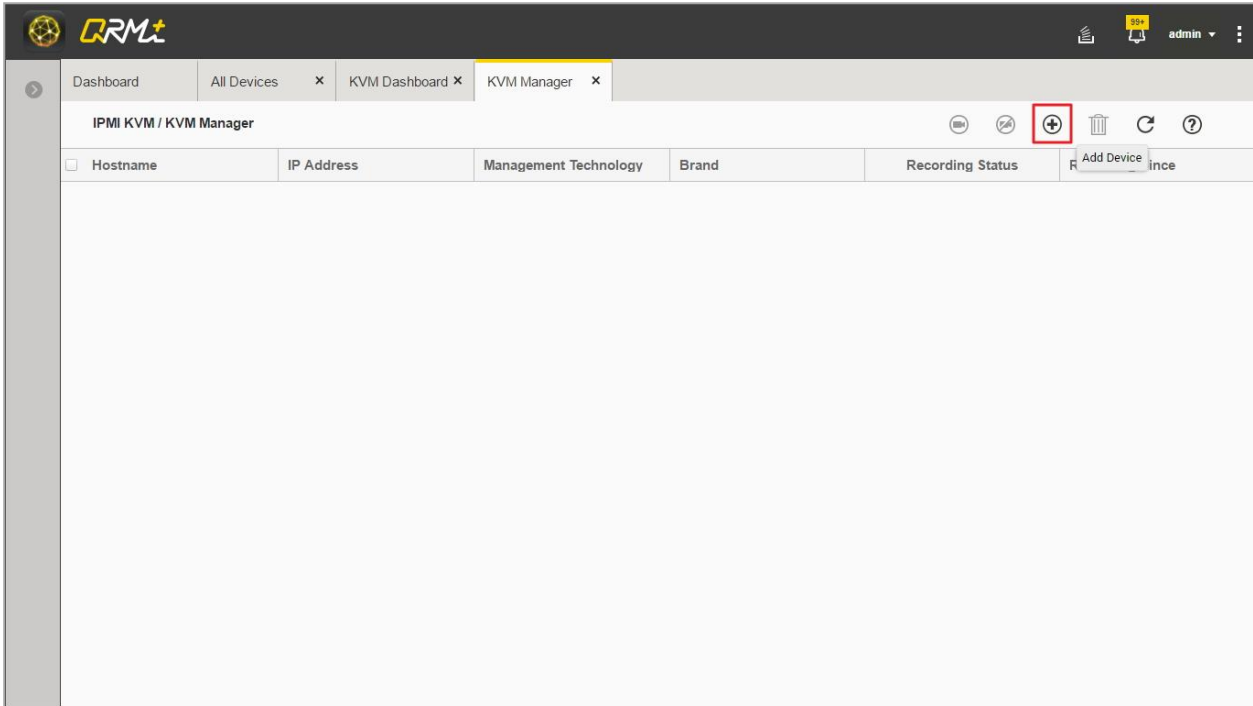 QRM+
99+
admin
Dashboard
All Devices
KVM Dashboard
KVM Manager
IPMI KVM / KVM Manager
Hostname
IP Address
Management Technology
Brand
Recording Status
Add Device